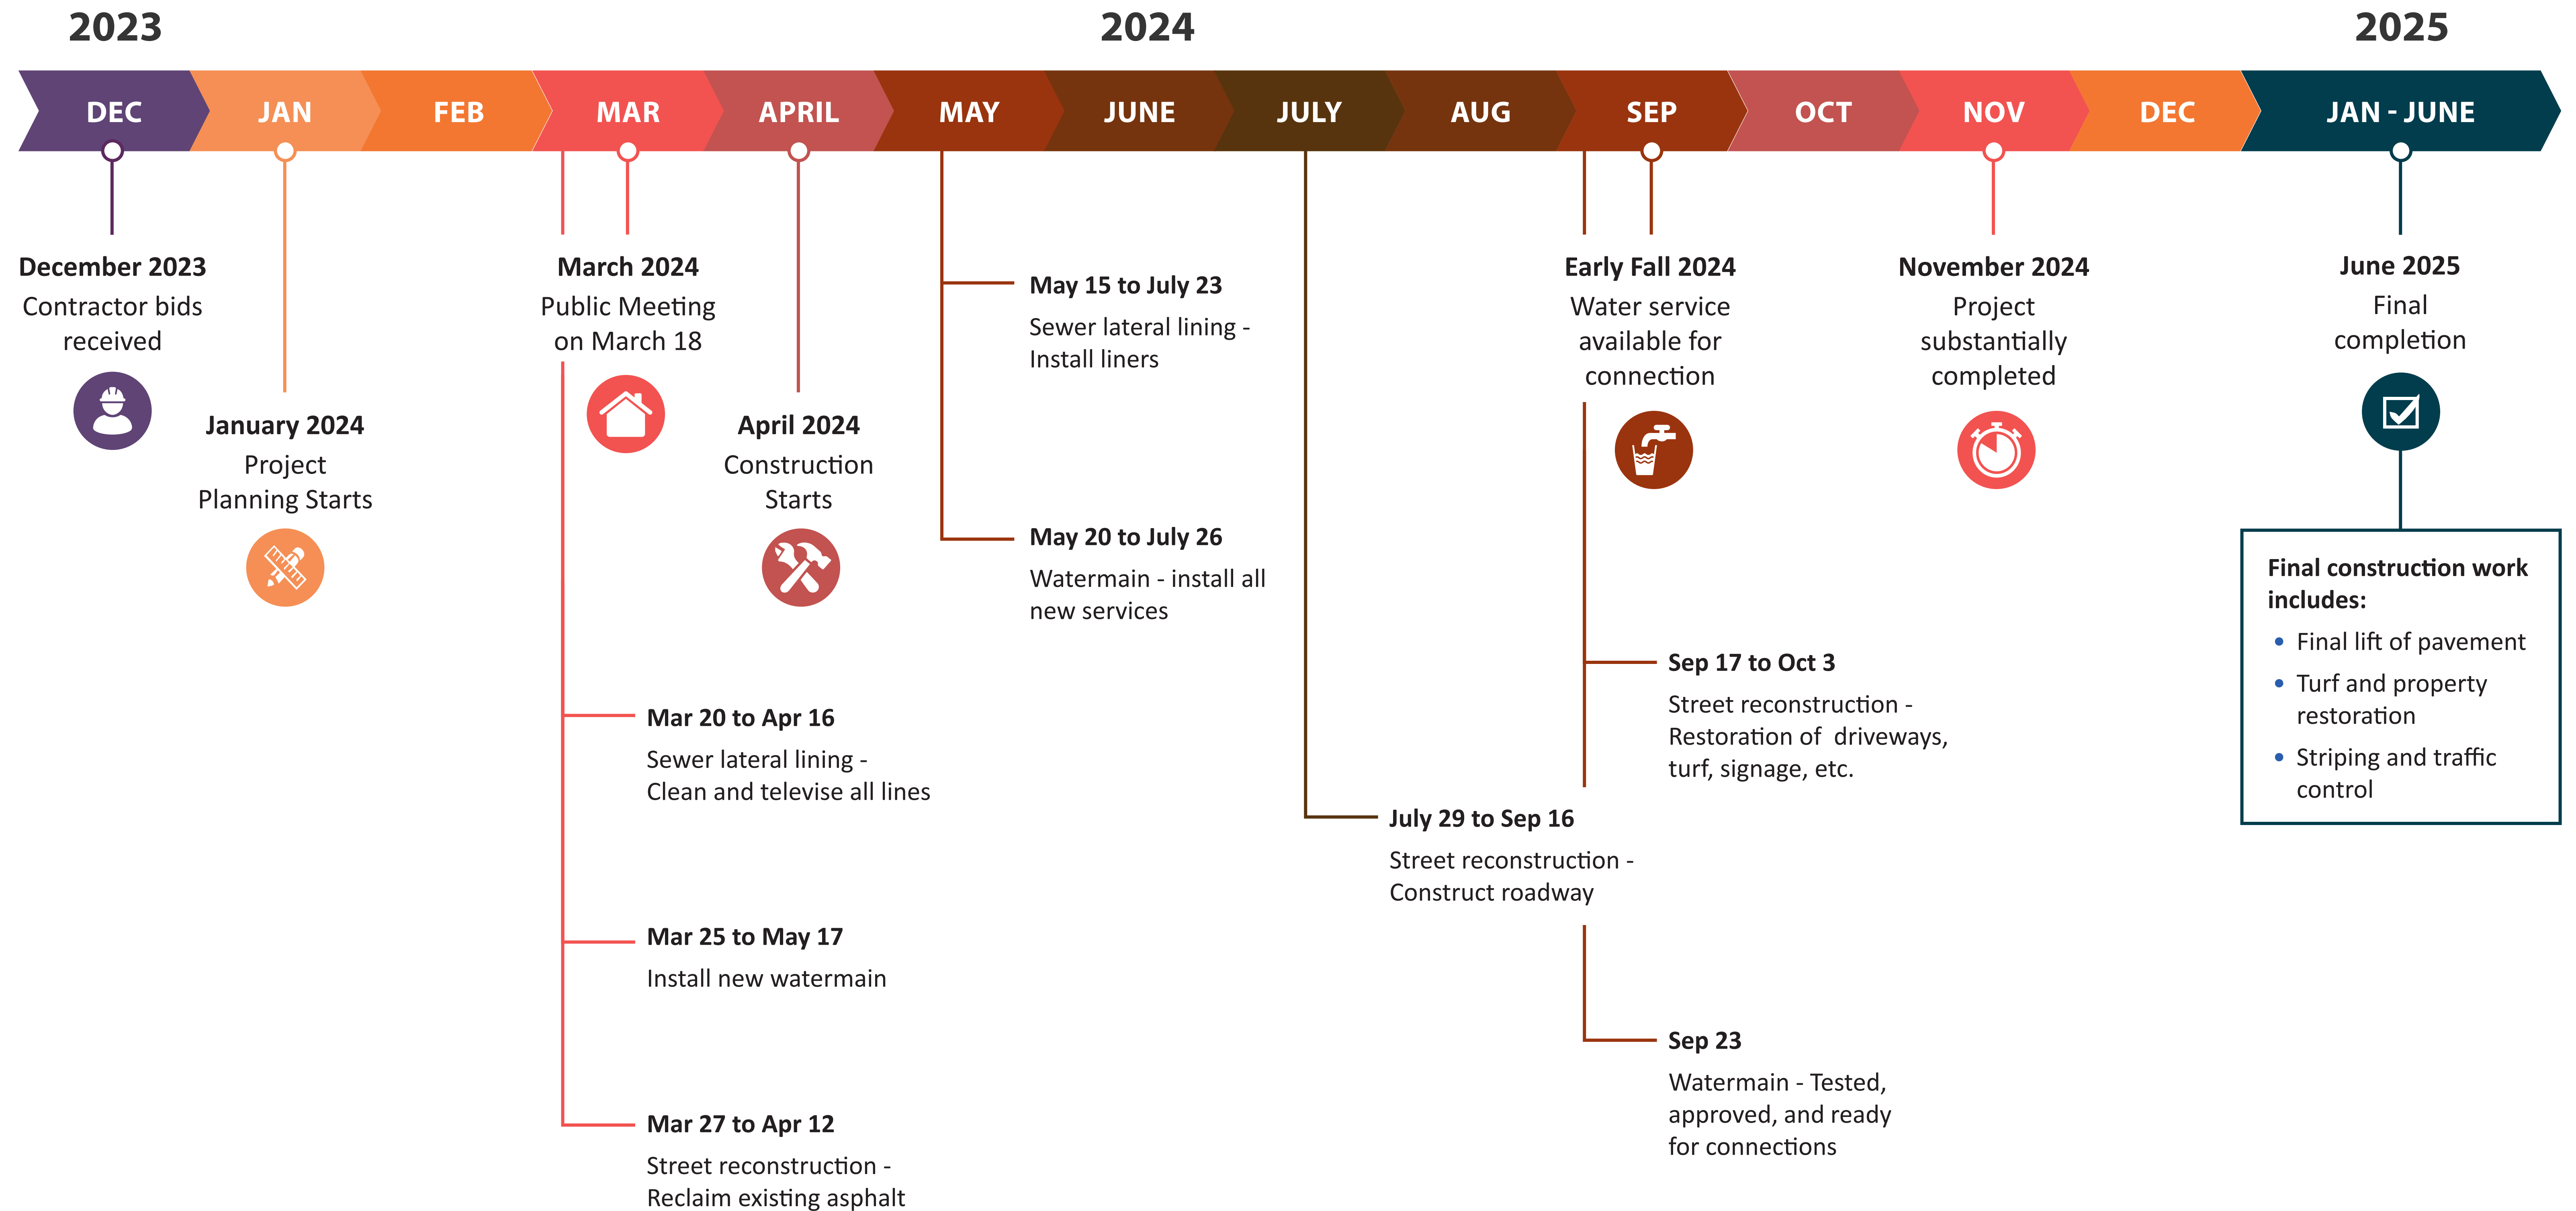 2023
2024
2025
DEC
JAN
FEB
MAR
APRIL
MAY
JUNE
JULY
AUG
SEP
OCT
NOV
DEC
JAN - JUNE
December 2023
Contractor bids
received
January 2024
Project
Planning Starts
March 2024
Public Meeting
on March 18
Mar 20 to Apr 16
Sewer lateral lining -
Clean and televise all lines
Mar 25 to May 17
Install new watermain
Mar 27 to Apr 12
Street reconstruction -
Reclaim existing asphalt
April 2024
Construction
Starts
May 15 to July 23
Sewer lateral lining -
Install liners
May 20 to July 26
Watermain - install all
new services
July 29 to Sep 16
Street reconstruction -
Construct roadway
Early Fall 2024
Water service
available for
connection
Sep 17 to Oct 3
Street reconstruction -
Restoration of driveways,
turf, signage, etc.
Sep 23
Watermain - Tested,
approved, and ready
for connections
November 2024
Project
substantially
completed
June 2025
Final
completion
Final construction work
includes:
• Final lift of pavement
• Turf and property
restoration
• Striping and traffic
control